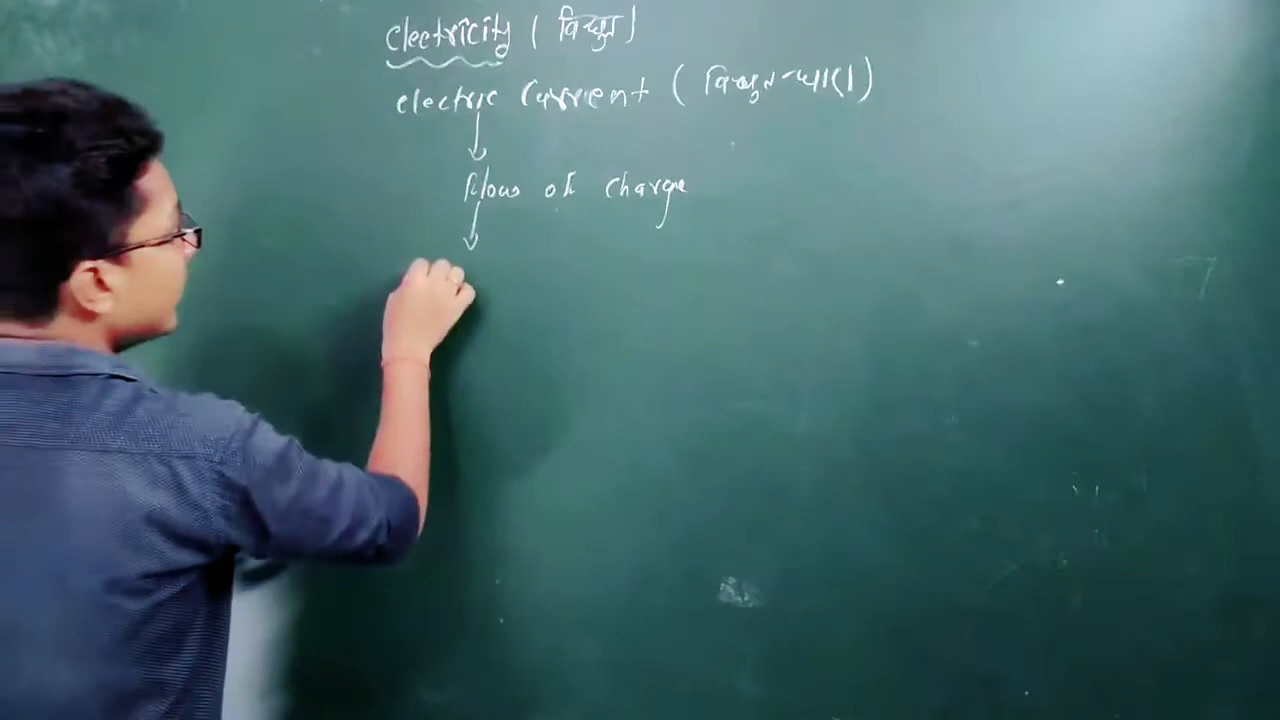 electricity (विद्युत)
electric current (विद्युत-धारा)
flow of charge